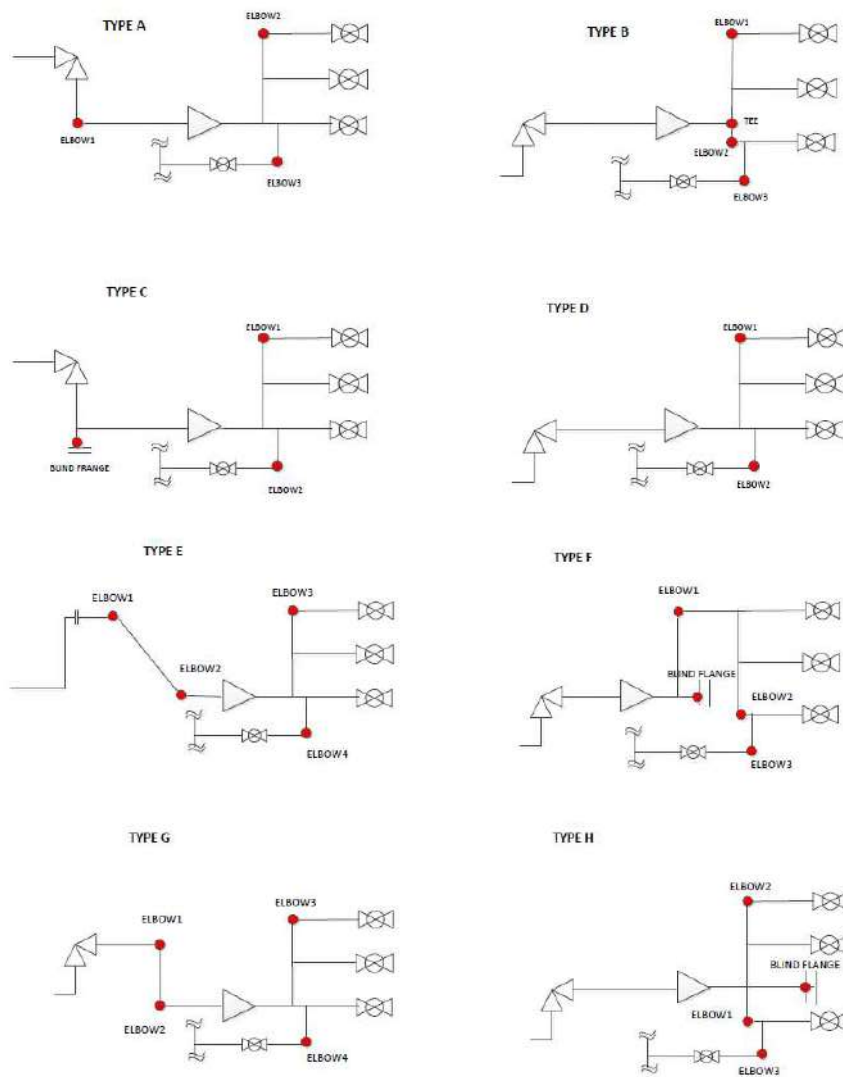 TYPE A
ELBOW2
ELBOW1
ELBOW3
TYPE B
ELBOW1
TEE
ELBOW2
ELBOW3
TYPE C
ELBOW1
BLIND FRANGE
ELBOW2
TYPE D
ELBOW1
ELBOW2
TYPE E
ELBOW1
ELBOW3
ELBOW2
ELBOW4
TYPE F
ELBOW1
BLIND FLANGE
ELBOW2
ELBOW3
TYPE G
ELBOW1
ELBOW3
ELBOW2
ELBOW4
TYPE H
ELBOW2
BLIND FLANGE
ELBOW1
ELBOW3